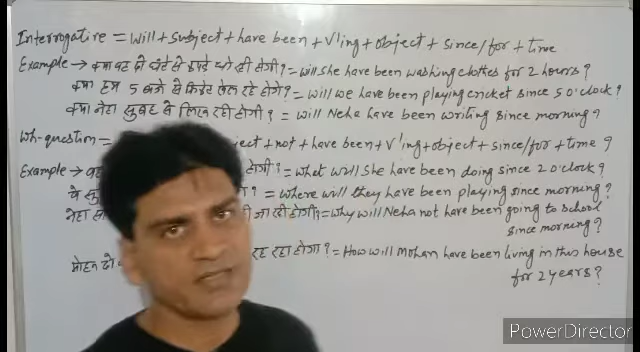 Interrogative = Will + subject + have been + V'ing + object + since/for + time
Example → क्या वह दो घंटे से कपड़े धो रही होगी? = will she have been washing clothes for 2 hours?
क्या हम 5 बजे से क्रिकेट खेल रहे होंगे? = will we have been playing cricket since 5 o'clock?
क्या नेहा सुबह से लिख रही होगी? = will Neha have been writing since morning?
Wh-question = ject + not + have been + V'ing + object + since/for + time?
Example → वह होगी? = what will she have been doing since 2 o'clock?
वे = where will they have been playing since morning?
नेहा जा रही होगी? = why will Neha not have been going to school
since morning?
मोहन दो रह रहा होगा? = How will Mohan have been living in this house
for 2 years?
PowerDirector